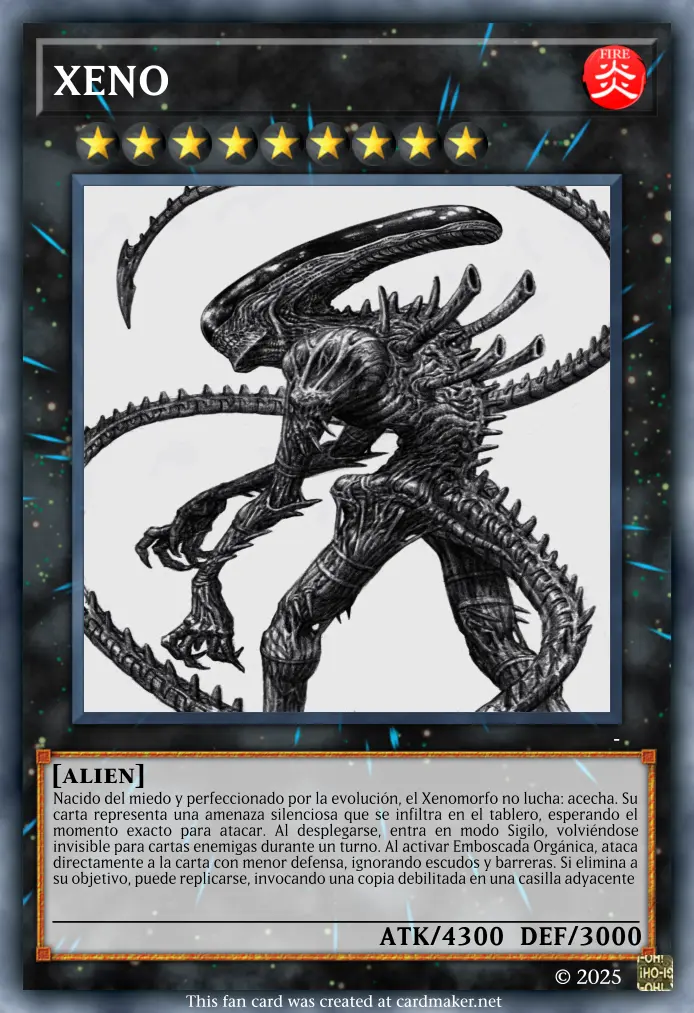 XENO
FIRE
炎
-
[ALIEN]
Nacido del miedo y perfeccionado por la evolución, el Xenomorfo no lucha: acecha. Su
carta representa una amenaza silenciosa que se infiltra en el tablero, esperando el
momento exacto para atacar. Al desplegarse, entra en modo Sigilo, volviéndose
invisible para cartas enemigas durante un turno. Al activar Emboscada Orgánica, ataca
directamente a la carta con menor defensa, ignorando escudos y barreras. Si elimina a
su objetivo, puede replicarse, invocando una copia debilitada en una casilla adyacente
ATK/4300 DEF/3000
© 2025
This fan card was created at cardmaker.net